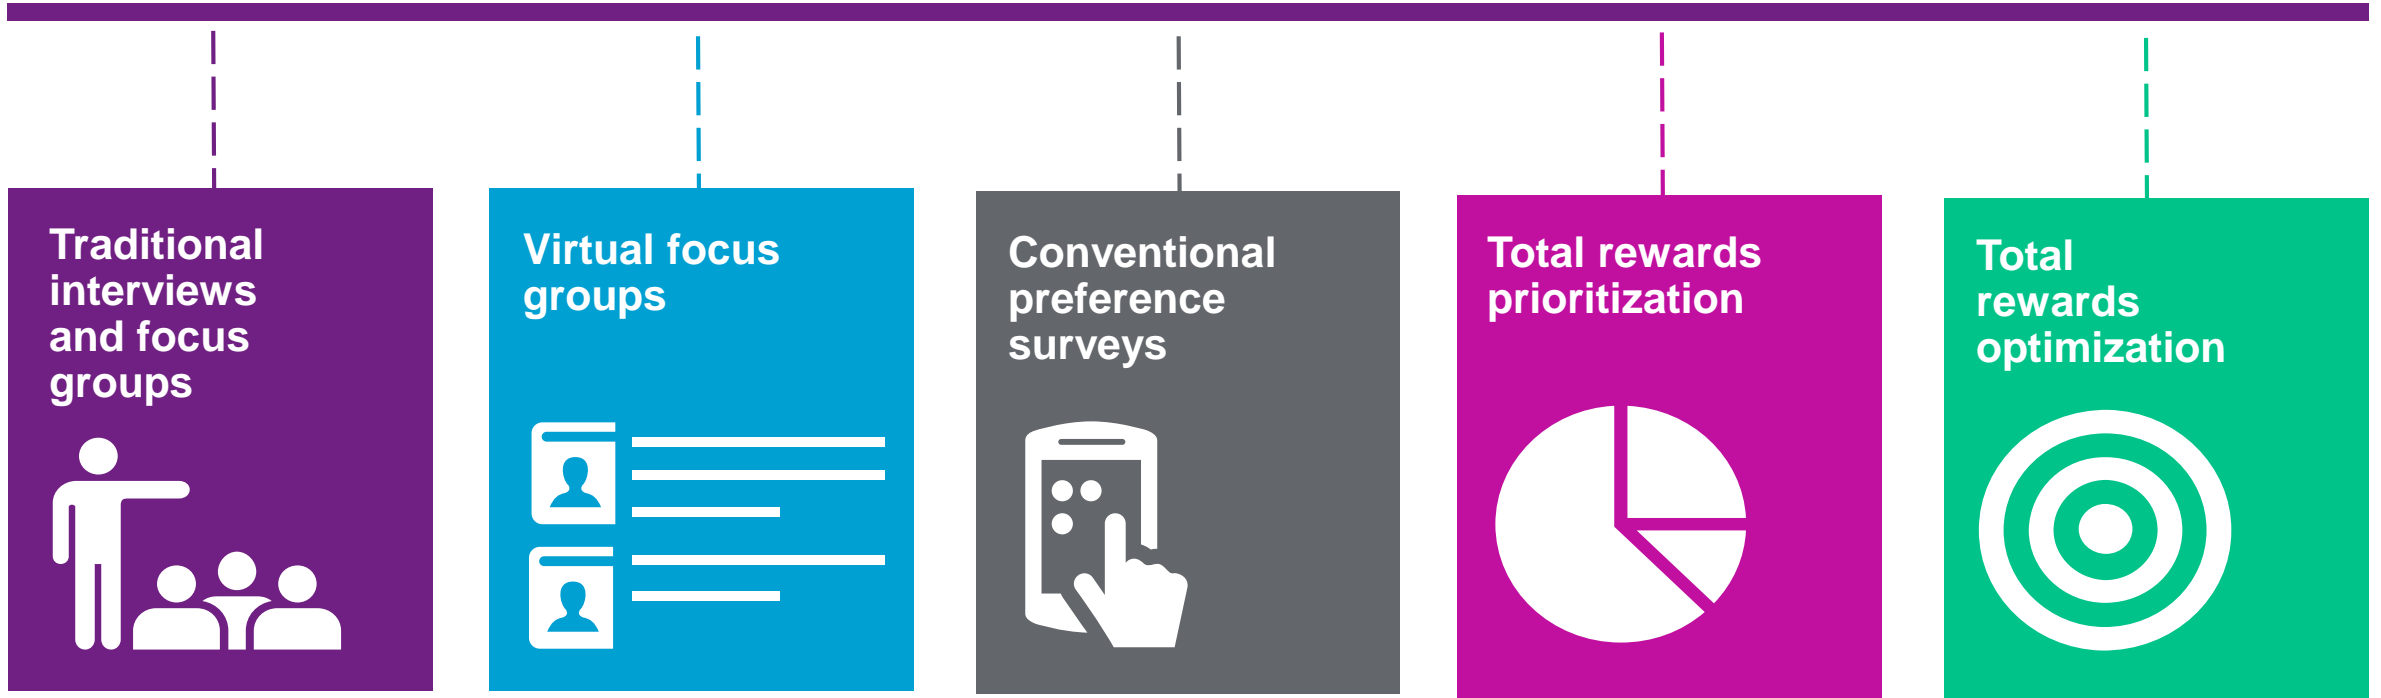 Traditional
interviews
and focus
groups
Virtual focus
groups
Conventional
preference
surveys
Total rewards
prioritization
Total
rewards
optimization